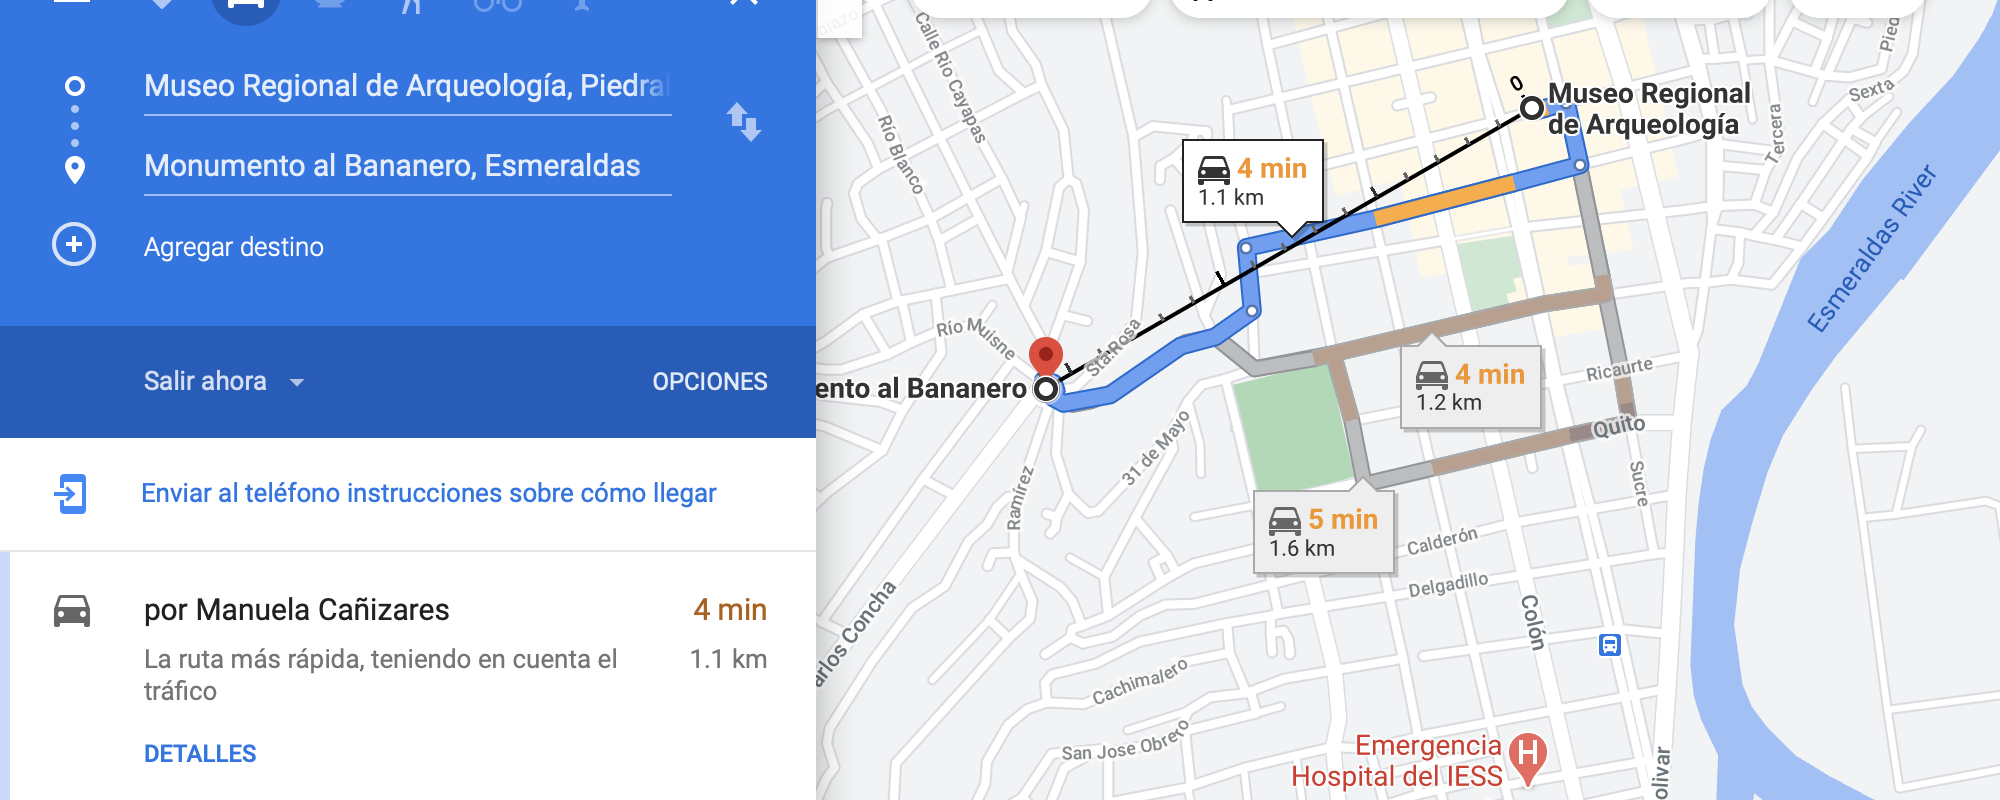 Museo Regional de Arqueología, Piedra
Monumento al Bananero, Esmeraldas
Agregar destino
Salir ahora
OPCIONES
Enviar al teléfono instrucciones sobre cómo llegar
por Manuela Cañizares
4 min
La ruta más rápida, teniendo en cuenta el
1.1 km
tráfico
DETALLES
Calle Rio Cayapas
Río Blanco
Río Muisne
Sta.Rosa
ento al Bananero
4 min
1.1 km
0
Museo Regional
de Arqueología
Tercera
Sexta
Pied
Esmeraldas River
4 min
1.2 km
Ricaurte
Quito
Sucre
31 de Mayo
Ramírez
5 min
1.6 km
Calderón
Delgadillo
Colón
arlos Concha
Cachimalero
San Jose Obrero
Emergencia
Hospital del IESS
H
olivar